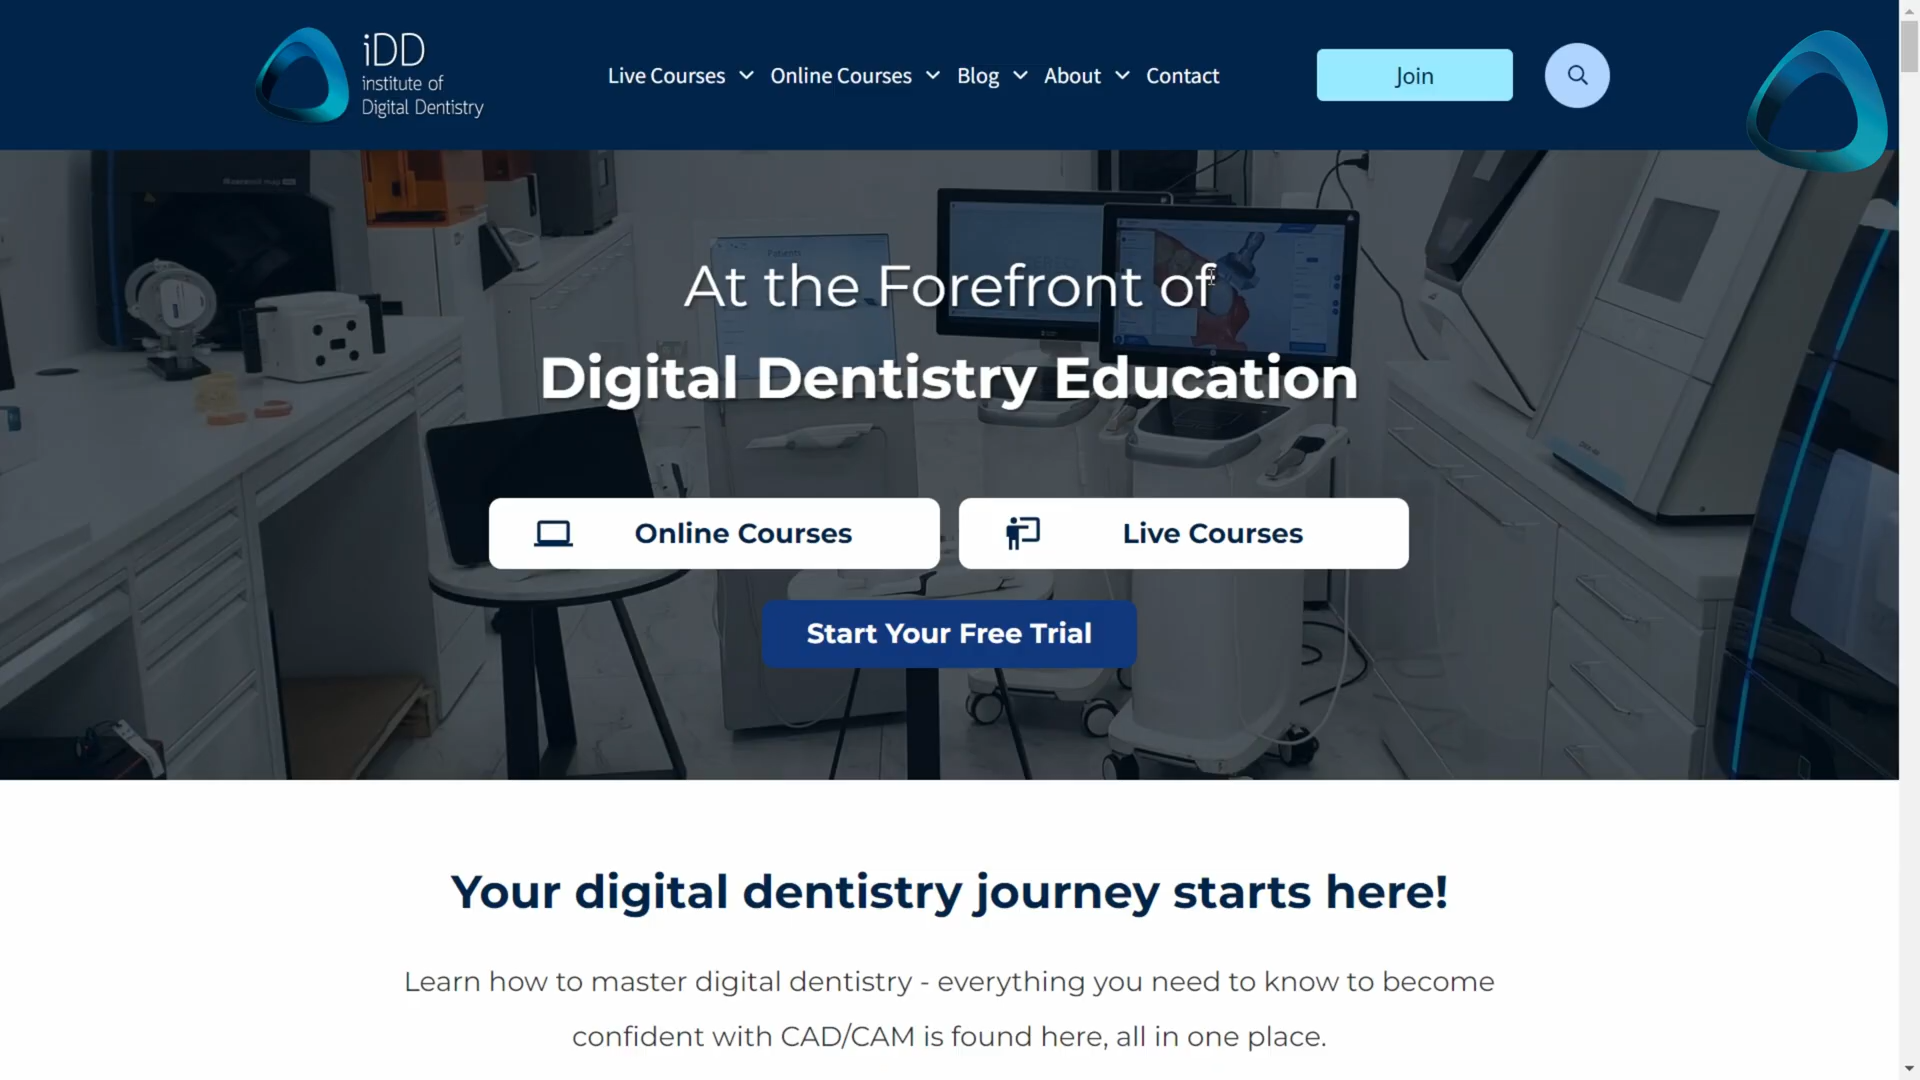 iDD
institute of
Digital Dentistry
Live Courses
Online Courses
Blog
About
Contact
Join
At the Forefront of
Digital Dentistry Education
Online Courses
Live Courses
Start Your Free Trial
Your digital dentistry journey starts here!
Learn how to master digital dentistry - everything you need to know to become
confident with CAD/CAM is found here, all in one place.